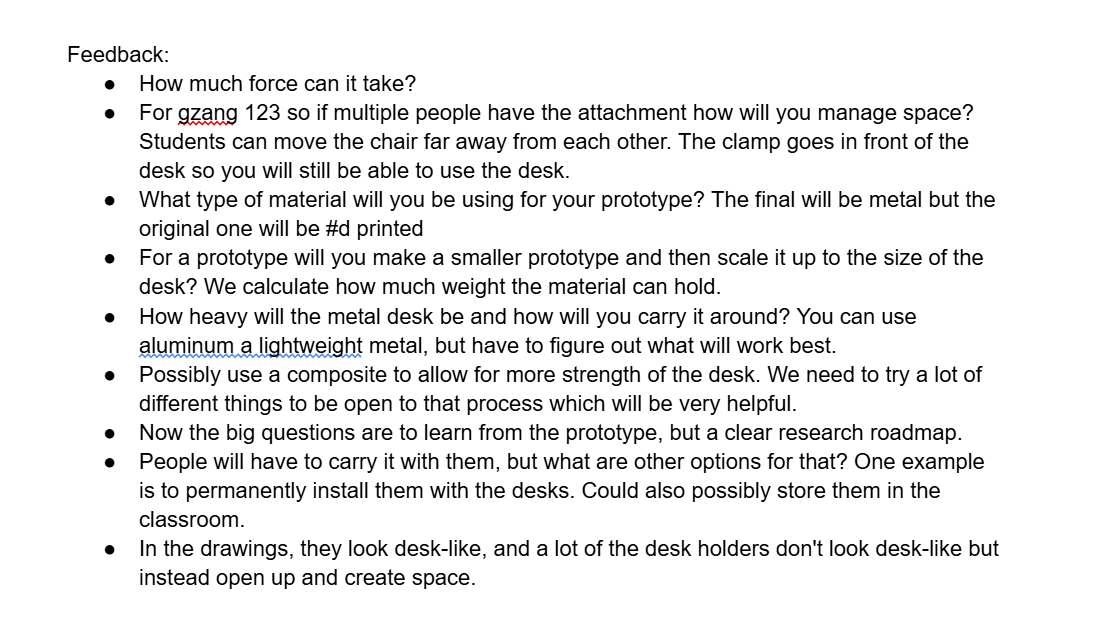 Feedback:
● How much force can it take?
● For gzang 123 so if multiple people have the attachment how will you manage space?
Students can move the chair far away from each other. The clamp goes in front of the
desk so you will still be able to use the desk.
● What type of material will you be using for your prototype? The final will be metal but the
original one will be #d printed
● For a prototype will you make a smaller prototype and then scale it up to the size of the
desk? We calculate how much weight the material can hold.
● How heavy will the metal desk be and how will you carry it around? You can use
aluminum a lightweight metal, but have to figure out what will work best.
● Possibly use a composite to allow for more strength of the desk. We need to try a lot of
different things to be open to that process which will be very helpful.
● Now the big questions are to learn from the prototype, but a clear research roadmap.
● People will have to carry it with them, but what are other options for that? One example
is to permanently install them with the desks. Could also possibly store them in the
classroom.
● In the drawings, they look desk-like, and a lot of the desk holders don't look desk-like but
instead open up and create space.